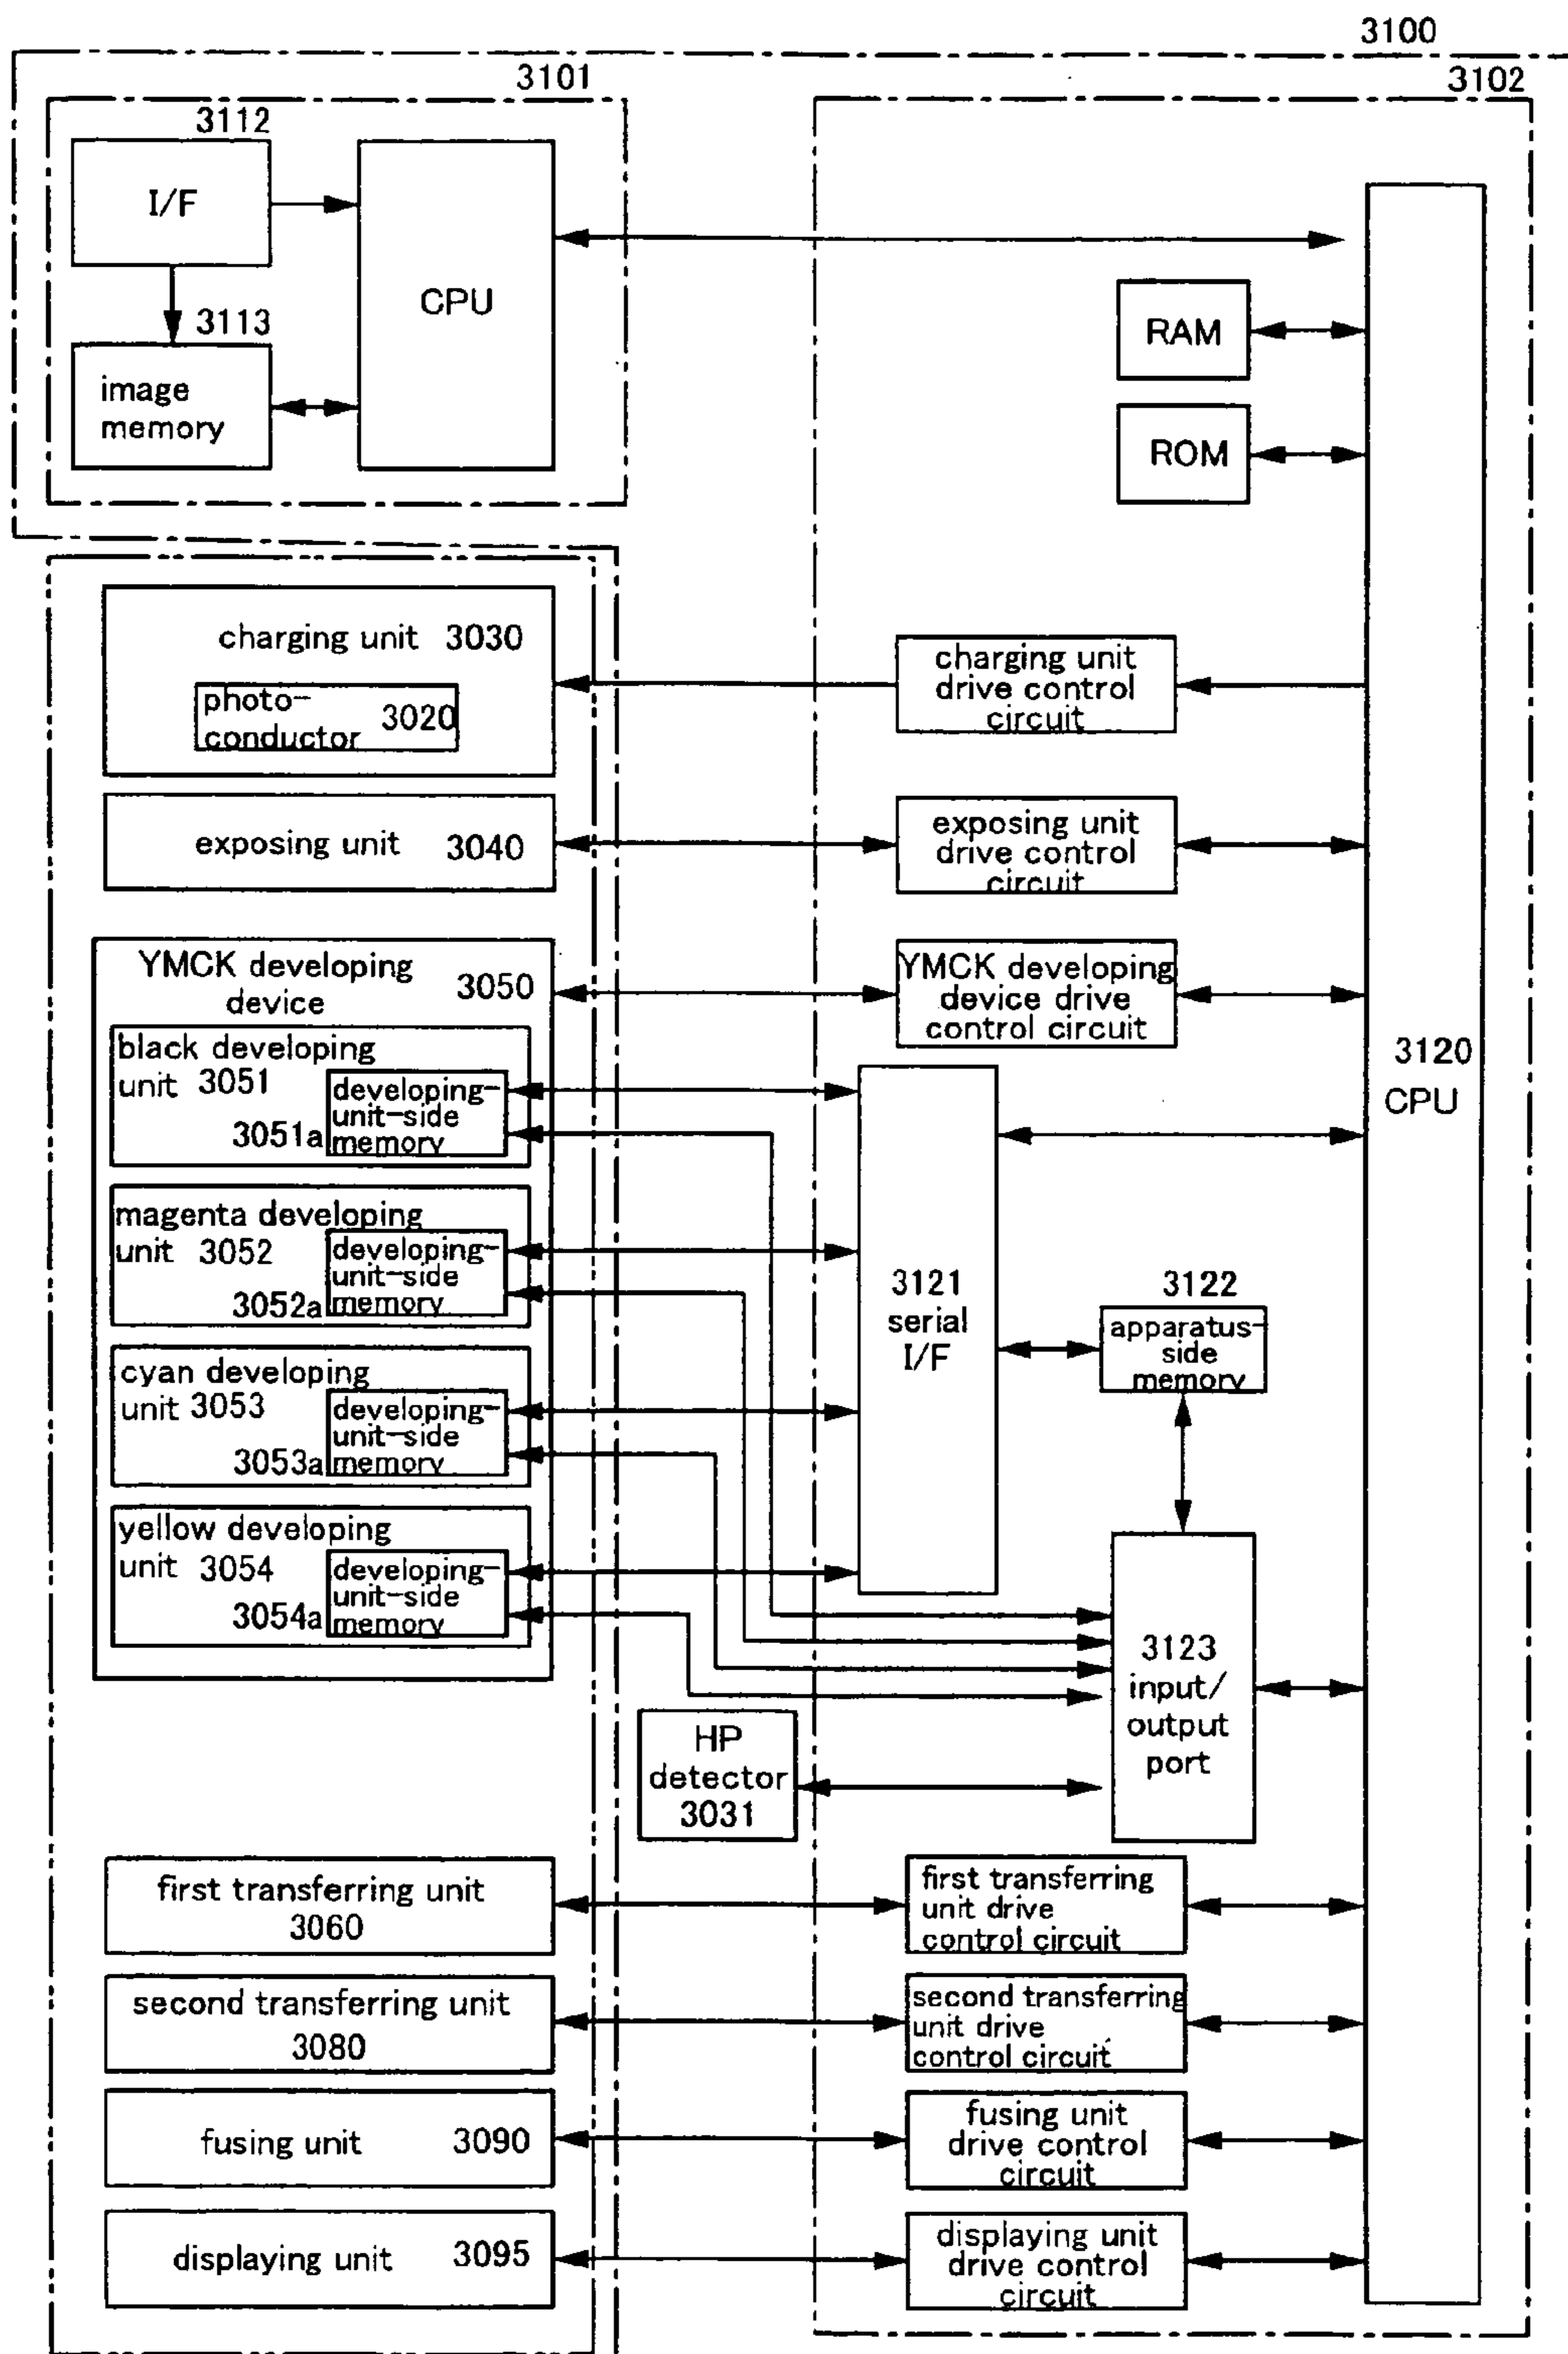 3100
3101
3102
3112
I/F
CPU
3113
image
memory
RAM
ROM
charging unit 3030
photo-
conductor 3020
charging unit
drive control
circuit
exposing unit 3040
exposing unit
drive control
circuit
YMCK developing
device 3050
YMCK developing
device drive
control circuit
black developing
unit 3051
3051a
developing-
unit-side
memory
magenta developing
unit 3052
3052a
developing-
unit-side
memory
cyan developing
unit 3053
3053a
developing-
unit-side
memory
yellow developing
unit 3054
3054a
developing-
unit-side
memory
3120
CPU
3121
serial
I/F
3122
apparatus-
side
memory
3123
input/
output
port
HP
detector
3031
first transferring unit
3060
first transferring
unit drive
control circuit
second transferring unit
3080
second transferring
unit drive
control circuit
fusing unit 3090
fusing unit
drive control
circuit
displaying unit 3095
displaying unit
drive control
circuit